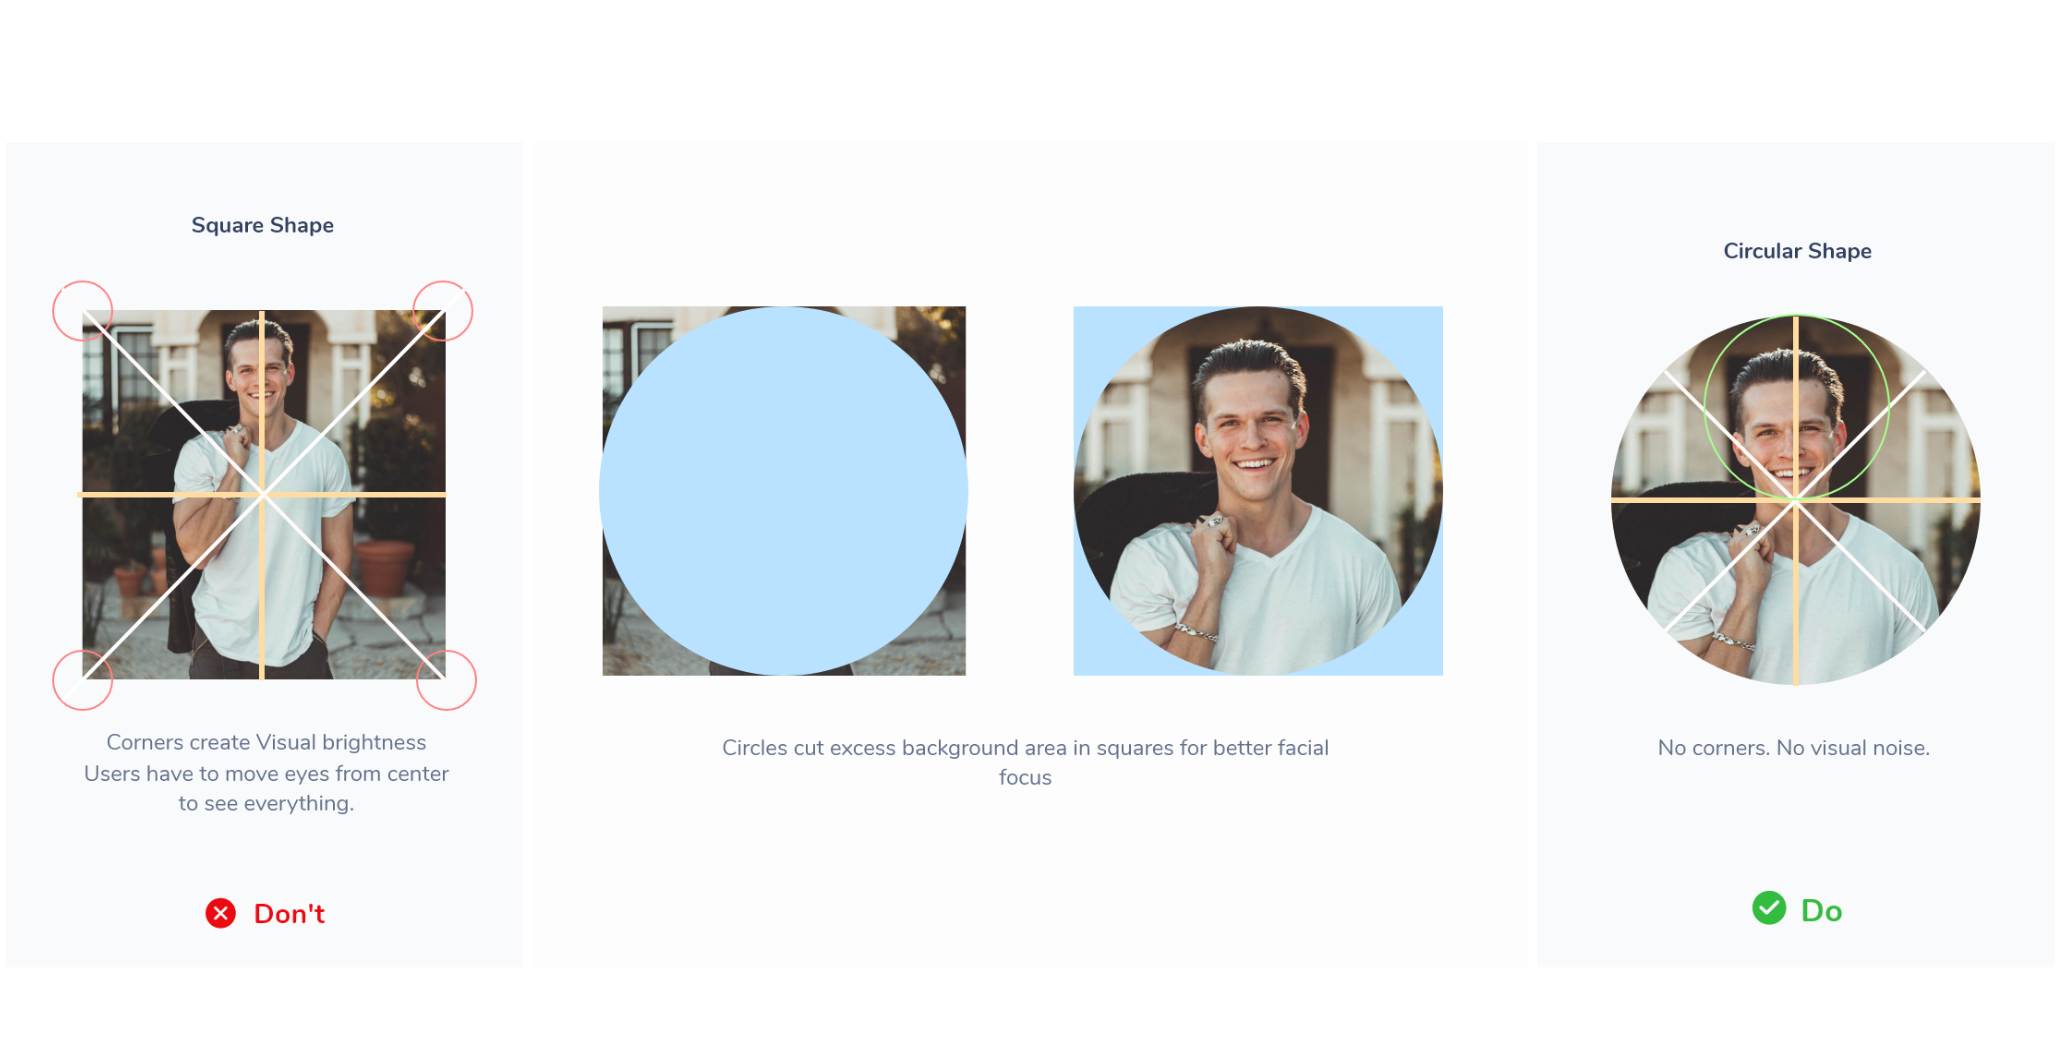 Square Shape
Corners create Visual brightness
Users have to move eyes from center
to see everything.
Don't
Circles cut excess background area in squares for better facial
focus
Circular Shape
No corners. No visual noise.
Do